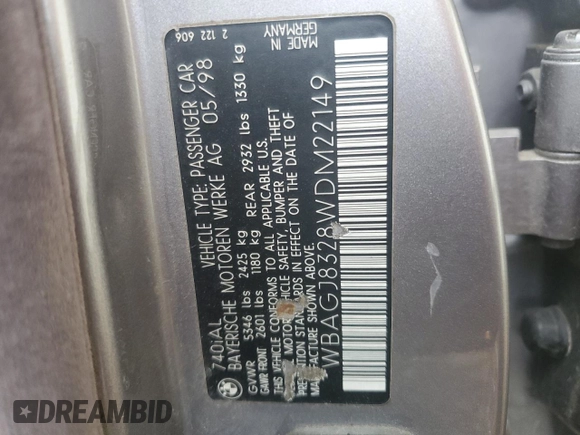 740iAL
VEHICLE TYPE: PASSENGER CAR
BAYERISCHE MOTOREN WERKE AG 05/98
GVWR 5346 lbs 2425 kg
GAWR FRONT 2601 lbs 1180 kg REAR 2932 lbs 1330 kg
THIS VEHICLE CONFORMS TO ALL APPLICABLE U.S.
MOTOR VEHICLE SAFETY, BUMPER AND THEFT
PREVENTION STANDARDS IN EFFECT ON THE DATE OF
MANUFACTURE SHOWN ABOVE.
WBAGJ8328WDM22149
2 122 606
MADE IN
GERMANY
DREAMBID